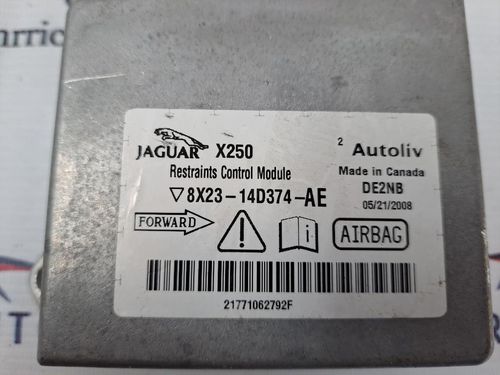 JAGUAR X250
2 Autoliv
Restraints Control Module
Made in Canada
8X23-14D374-AE
DE2NB
05/21/2008
FORWARD
i
AIRBAG
21771062792F